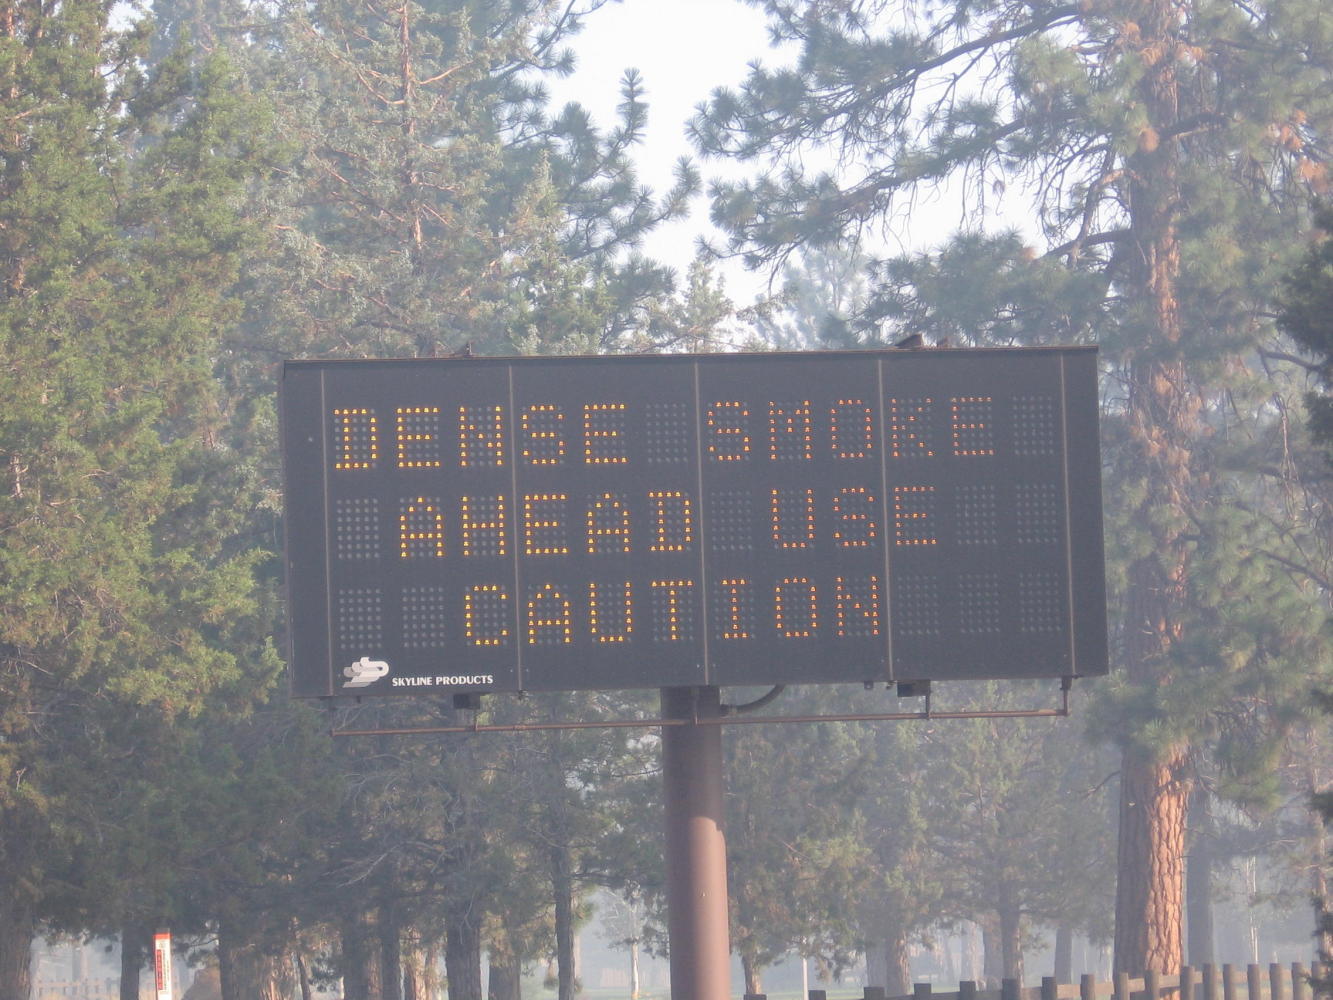 DENSE SMOKE
AHEAD USE
CAUTION
SKYLINE PRODUCTS